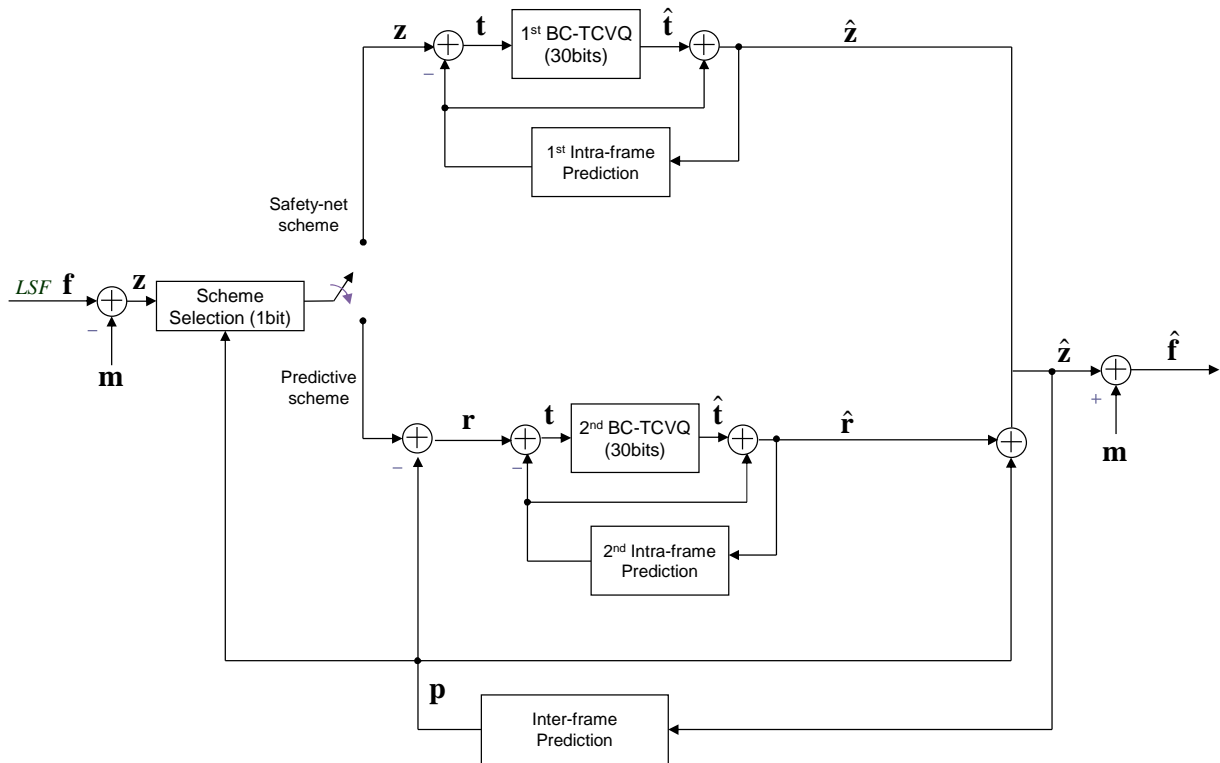 z
t
1st BC-TCVQ
(30bits)
t̂
ẑ
−
1st Intra-frame
Prediction
Safety-net
scheme
LSF f
z
Scheme
Selection (1bit)
−
m
Predictive
scheme
r
t
2nd BC-TCVQ
(30bits)
t̂
r̂
−
−
2nd Intra-frame
Prediction
ẑ
f̂
+
m
p
Inter-frame
Prediction